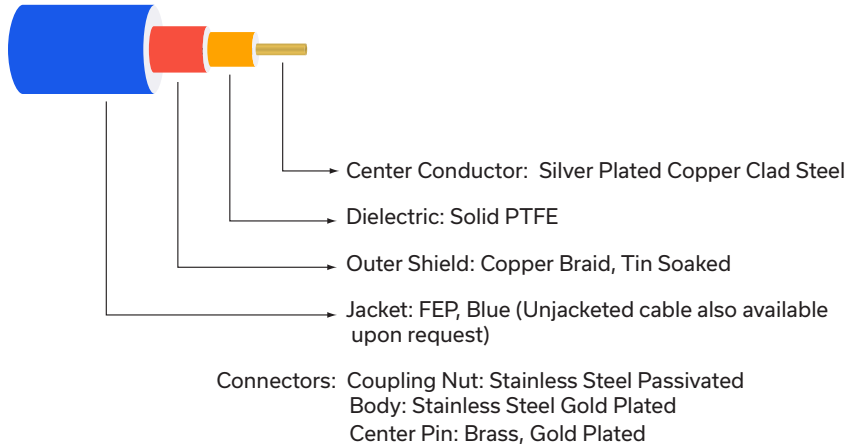 Center Conductor: Silver Plated Copper Clad Steel
Dielectric: Solid PTFE
Outer Shield: Copper Braid, Tin Soaked
Jacket: FEP, Blue (Unjacketed cable also available
upon request)
Connectors: Coupling Nut: Stainless Steel Passivated
Body: Stainless Steel Gold Plated
Center Pin: Brass, Gold Plated